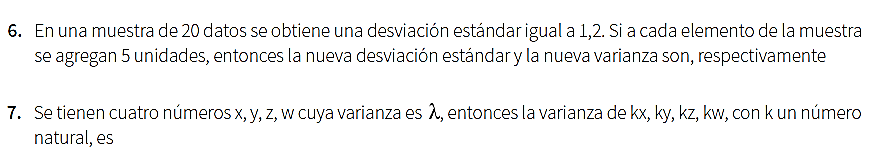 6. En una muestra de 20 datos se obtiene una desviación estándar igual a 1,2. Si a cada elemento de la muestra
se agregan 5 unidades, entonces la nueva desviación estándar y la nueva varianza son, respectivamente
7. Se tienen cuatro números x, y, z, w cuya varianza es λ, entonces la varianza de kx, ky, kz, kw, con k un número
natural, es